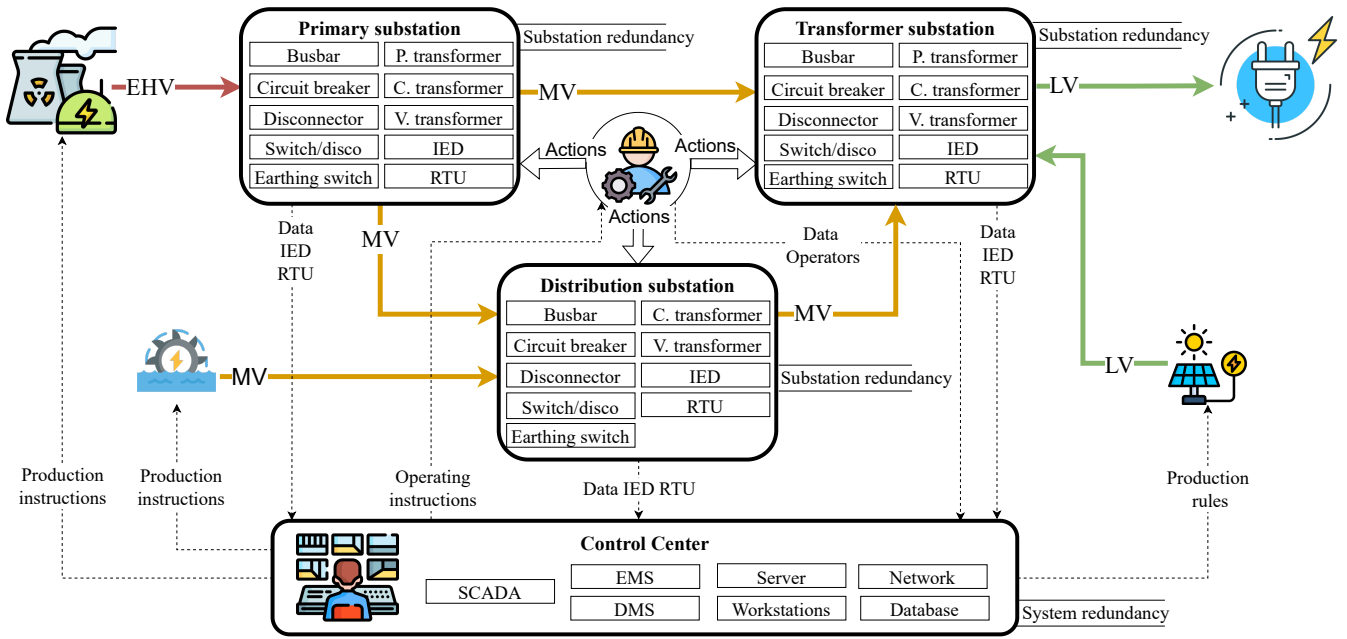 Primary substation
Busbar
P. transformer
Circuit breaker
C. transformer
Disconnector
V. transformer
Switch/disco
IED
Earthing switch
RTU
Substation redundancy
Transformer substation
Busbar
P. transformer
Circuit breaker
C. transformer
Disconnector
V. transformer
Switch/disco
IED
Earthing switch
RTU
Substation redundancy
EHV
MV
LV
Actions
Actions
Actions
Data
IED
RTU
MV
Data
Operators
Data
IED
RTU
Distribution substation
Busbar
C. transformer
Circuit breaker
V. transformer
Disconnector
IED
Switch/disco
RTU
Earthing switch
MV
MV
Substation redundancy
LV
Production
instructions
Production
instructions
Operating
instructions
Data IED RTU
Production
rules
Control Center
SCADA
EMS
Server
Network
DMS
Workstations
Database
System redundancy